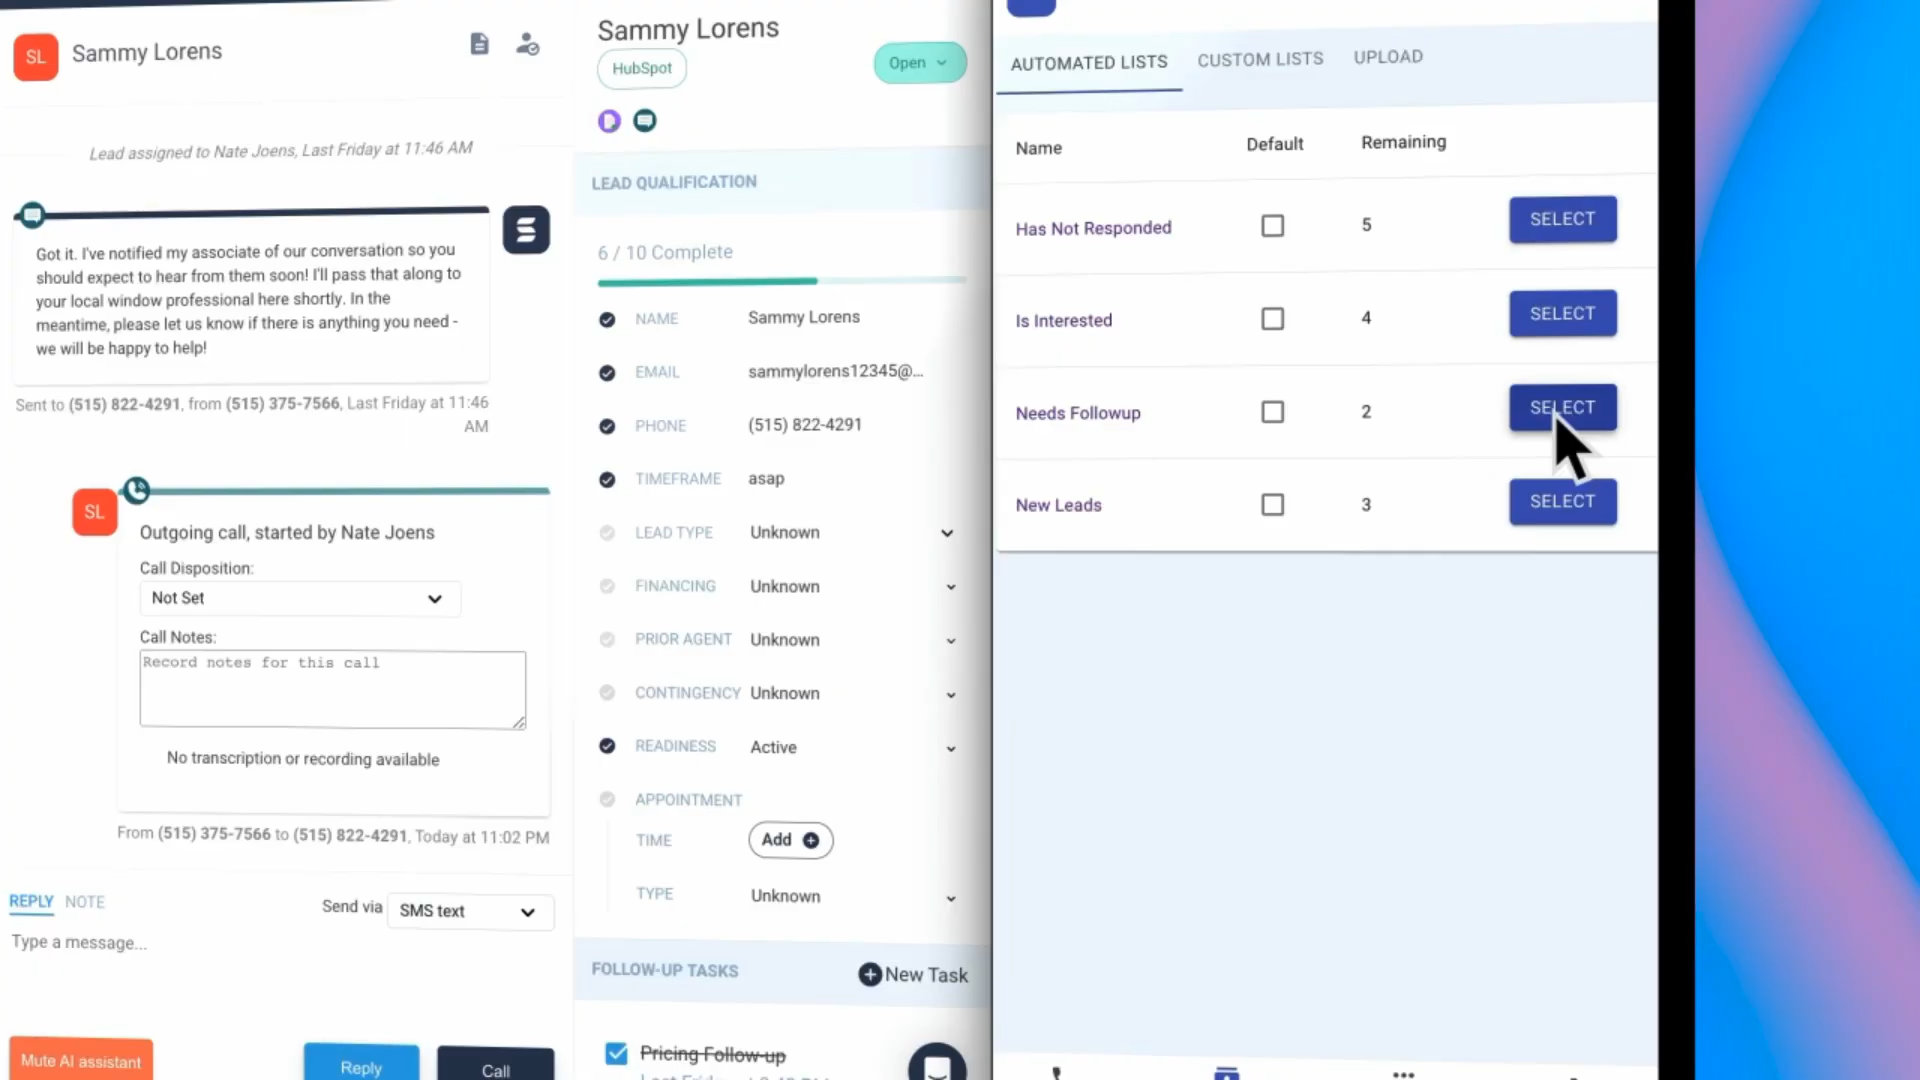 SL
Sammy Lorens
Lead assigned to Nate Joens, Last Friday at 11:46 AM
Got it. I've notified my associate of our conversation so you
should expect to hear from them soon! I'll pass that along to
your local window professional here shortly. In the
meantime, please let us know if there is anything you need -
we will be happy to help!
Sent to (515) 822-4291, from (515) 375-7566, Last Friday at 11:46
AM
SL
Outgoing call, started by Nate Joens
Call Disposition:
Not Set
Call Notes:
Record notes for this call
No transcription or recording available
From (515) 375-7566 to (515) 822-4291, Today at 11:02 PM
REPLY NOTE
Send via SMS text
Type a message...
Mute AI assistant
Reply
Call
Sammy Lorens
HubSpot
Open
LEAD QUALIFICATION
6 / 10 Complete
NAME Sammy Lorens
EMAIL sammylorens12345@...
PHONE (515) 822-4291
TIMEFRAME asap
LEAD TYPE Unknown
FINANCING Unknown
PRIOR AGENT Unknown
CONTINGENCY Unknown
READINESS Active
APPOINTMENT
TIME Add
TYPE Unknown
FOLLOW-UP TASKS New Task
Pricing Follow-up
AUTOMATED LISTS CUSTOM LISTS UPLOAD
Name Default Remaining
Has Not Responded 5 SELECT
Is Interested 4 SELECT
Needs Followup 2 SELECT
New Leads 3 SELECT